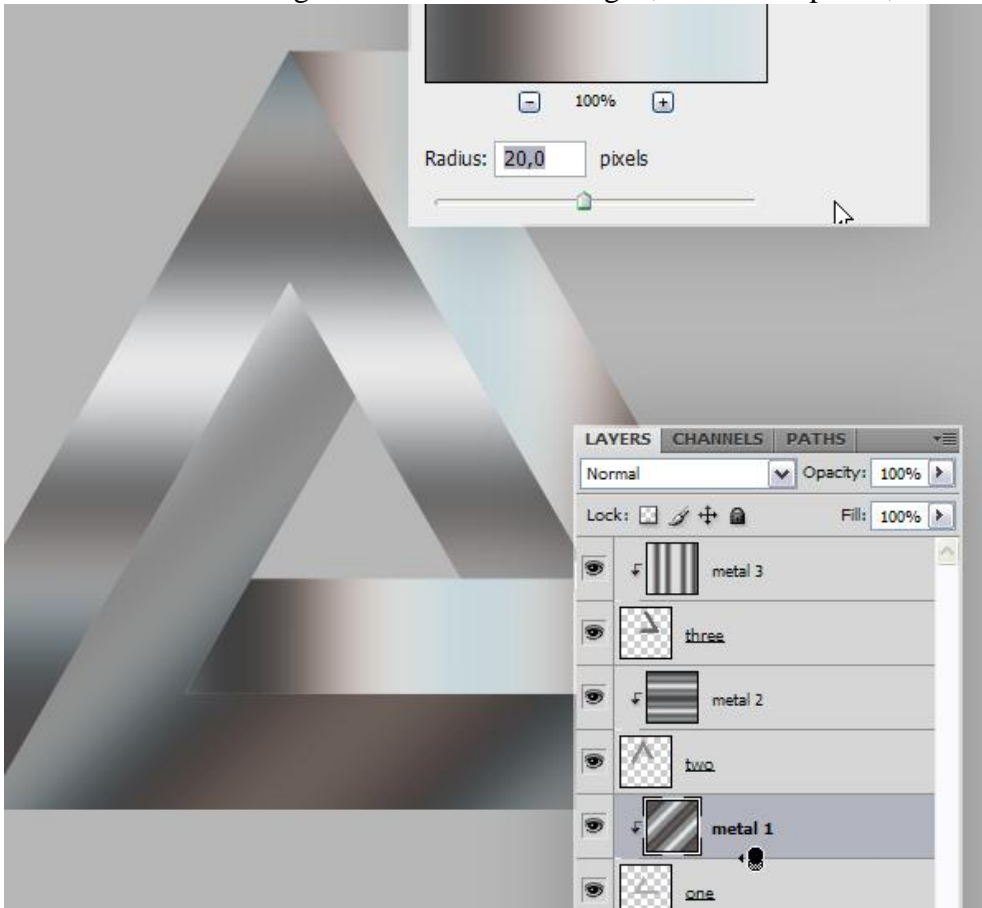 100%
Radius: 20,0 pixels
LAYERS CHANNELS PATHS
Normal Opacity: 100%
Lock: Fill: 100%
metal 3
three
metal 2
two
metal 1
one